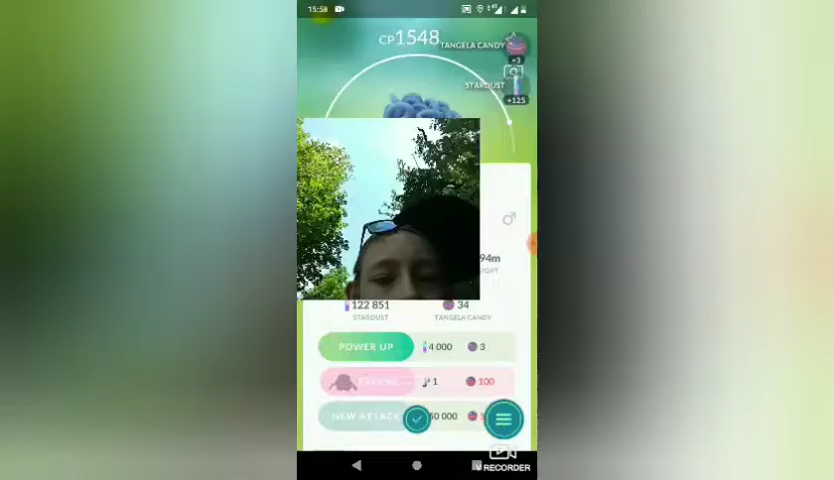 15:58
4G
CP1548
TANGELA CANDY
+3
STARDUST
+125
94m
122 851
34
STARDUST
TANGELA CANDY
POWER UP
4 000
3
1
100
NEW ATTACK
V RECORDER